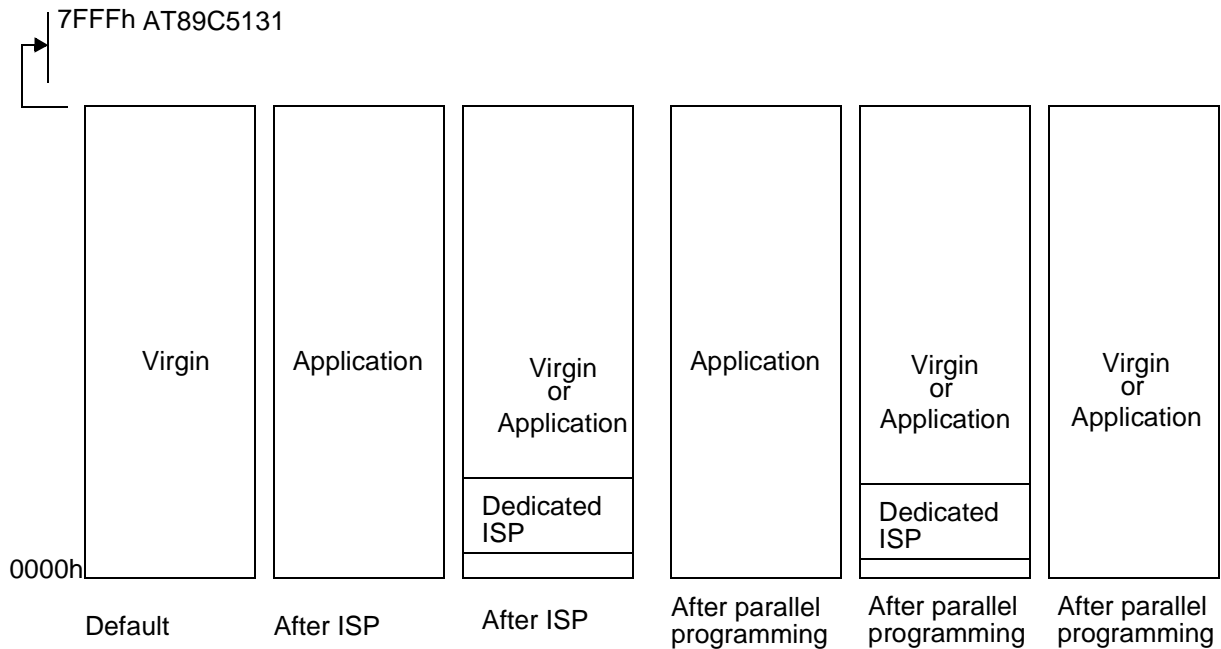 7FFFh AT89C5131
Virgin
Application
Virgin
or
Application
Dedicated
ISP
Application
Virgin
or
Application
Dedicated
ISP
Virgin
or
Application
0000h
Default
After ISP
After ISP
After parallel
programming
After parallel
programming
After parallel
programming